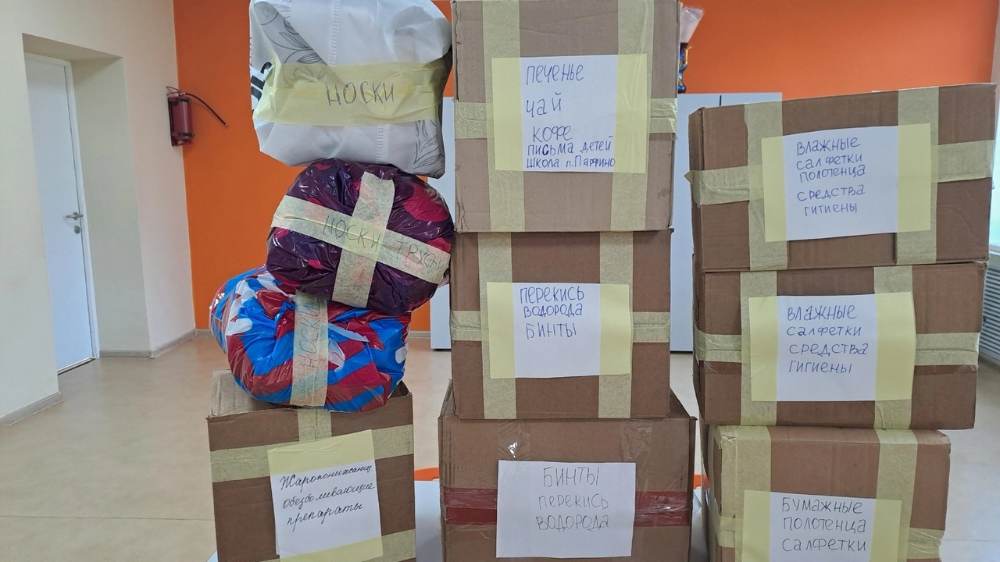 НОСКИ
НОСКИ ТРУСЫ
НОСКИ
Жаропонижающ.
обезболивающие
препараты
ПЕЧЕНЬЕ
ЧАЙ
КОФЕ
ПИСЬМА ДЕТЕЙ
ШКОЛА п.ПАРФИНО
ПЕРЕКИСЬ
ВОДОРОДА
БИНТЫ
БИНТЫ
ПЕРЕКИСЬ
ВОДОРОДА
ВЛАЖНЫЕ
САЛФЕТКИ
ПОЛОТЕНЦА
СРЕДСТВА
ГИГИЕНЫ
ВЛАЖНЫЕ
САЛФЕТКИ
СРЕДСТВА
ГИГИЕНЫ
БУМАЖНЫЕ
ПОЛОТЕНЦА
САЛФЕТКИ